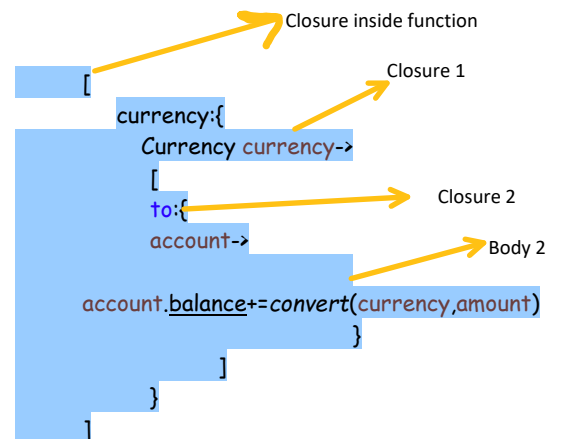 Closure inside function
[
Closure 1
currency:{
Currency currency->
[
to:{
Closure 2
account->
Body 2
account.balance+=convert(currency,amount)
}
]
}
]